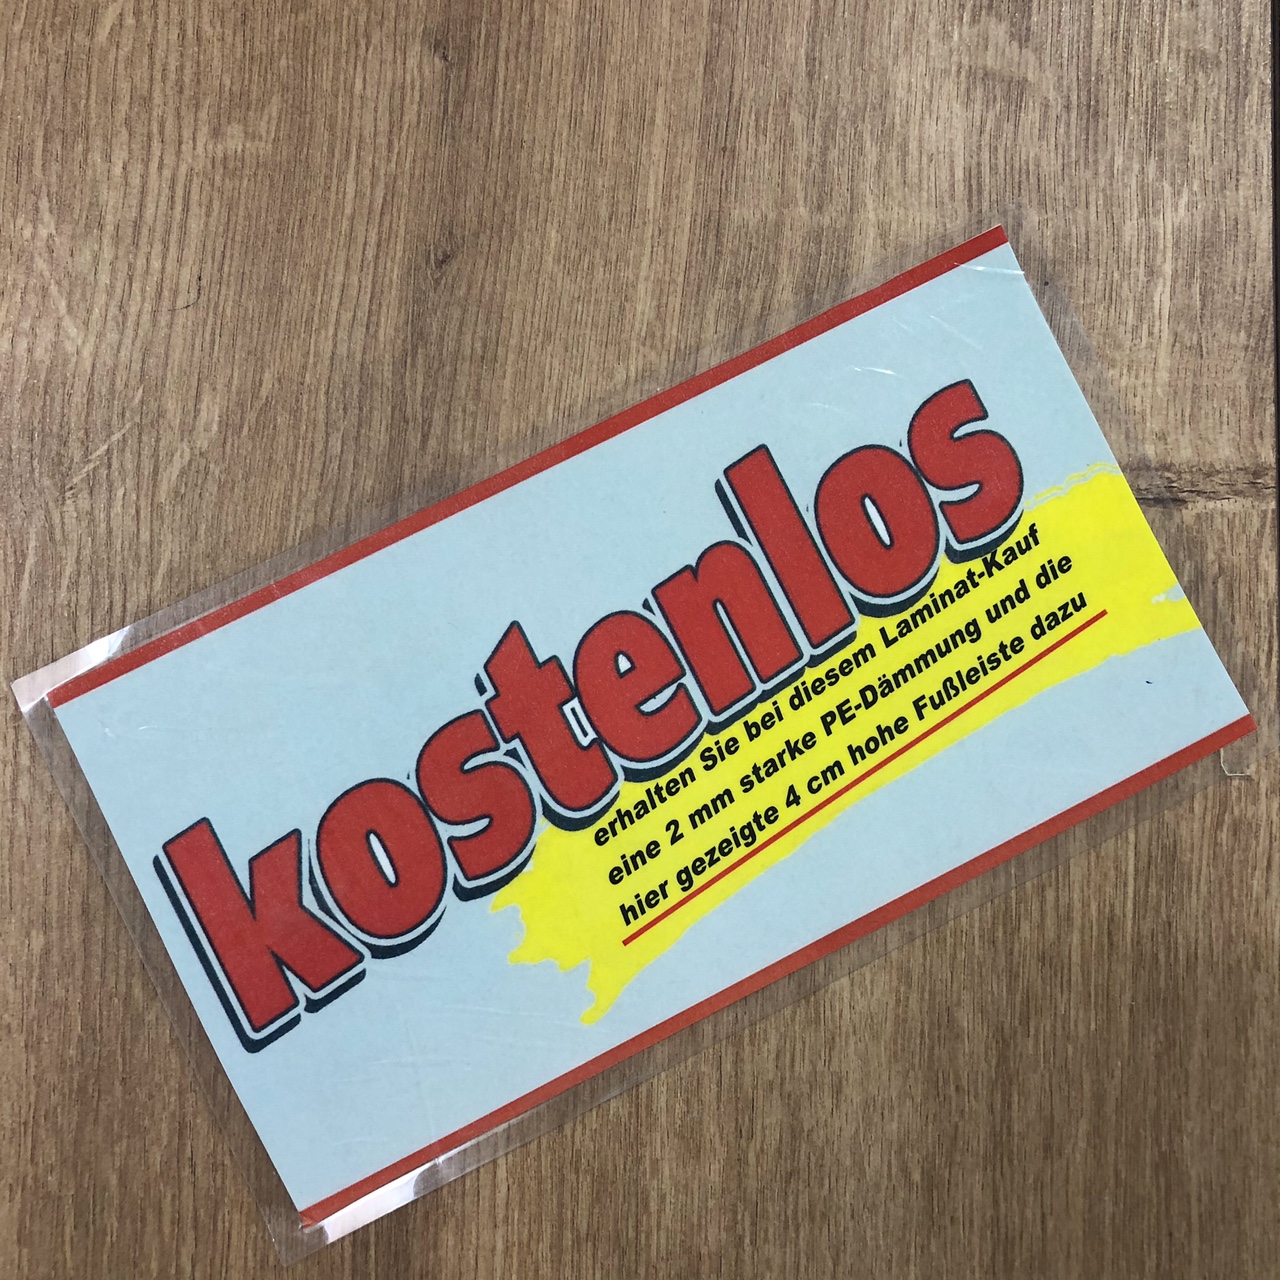 kostenlos
erhalten Sie bei diesem Laminat-Kauf
eine 2 mm starke PE-Dämmung und die
hier gezeigte 4 cm hohe Fußleiste dazu